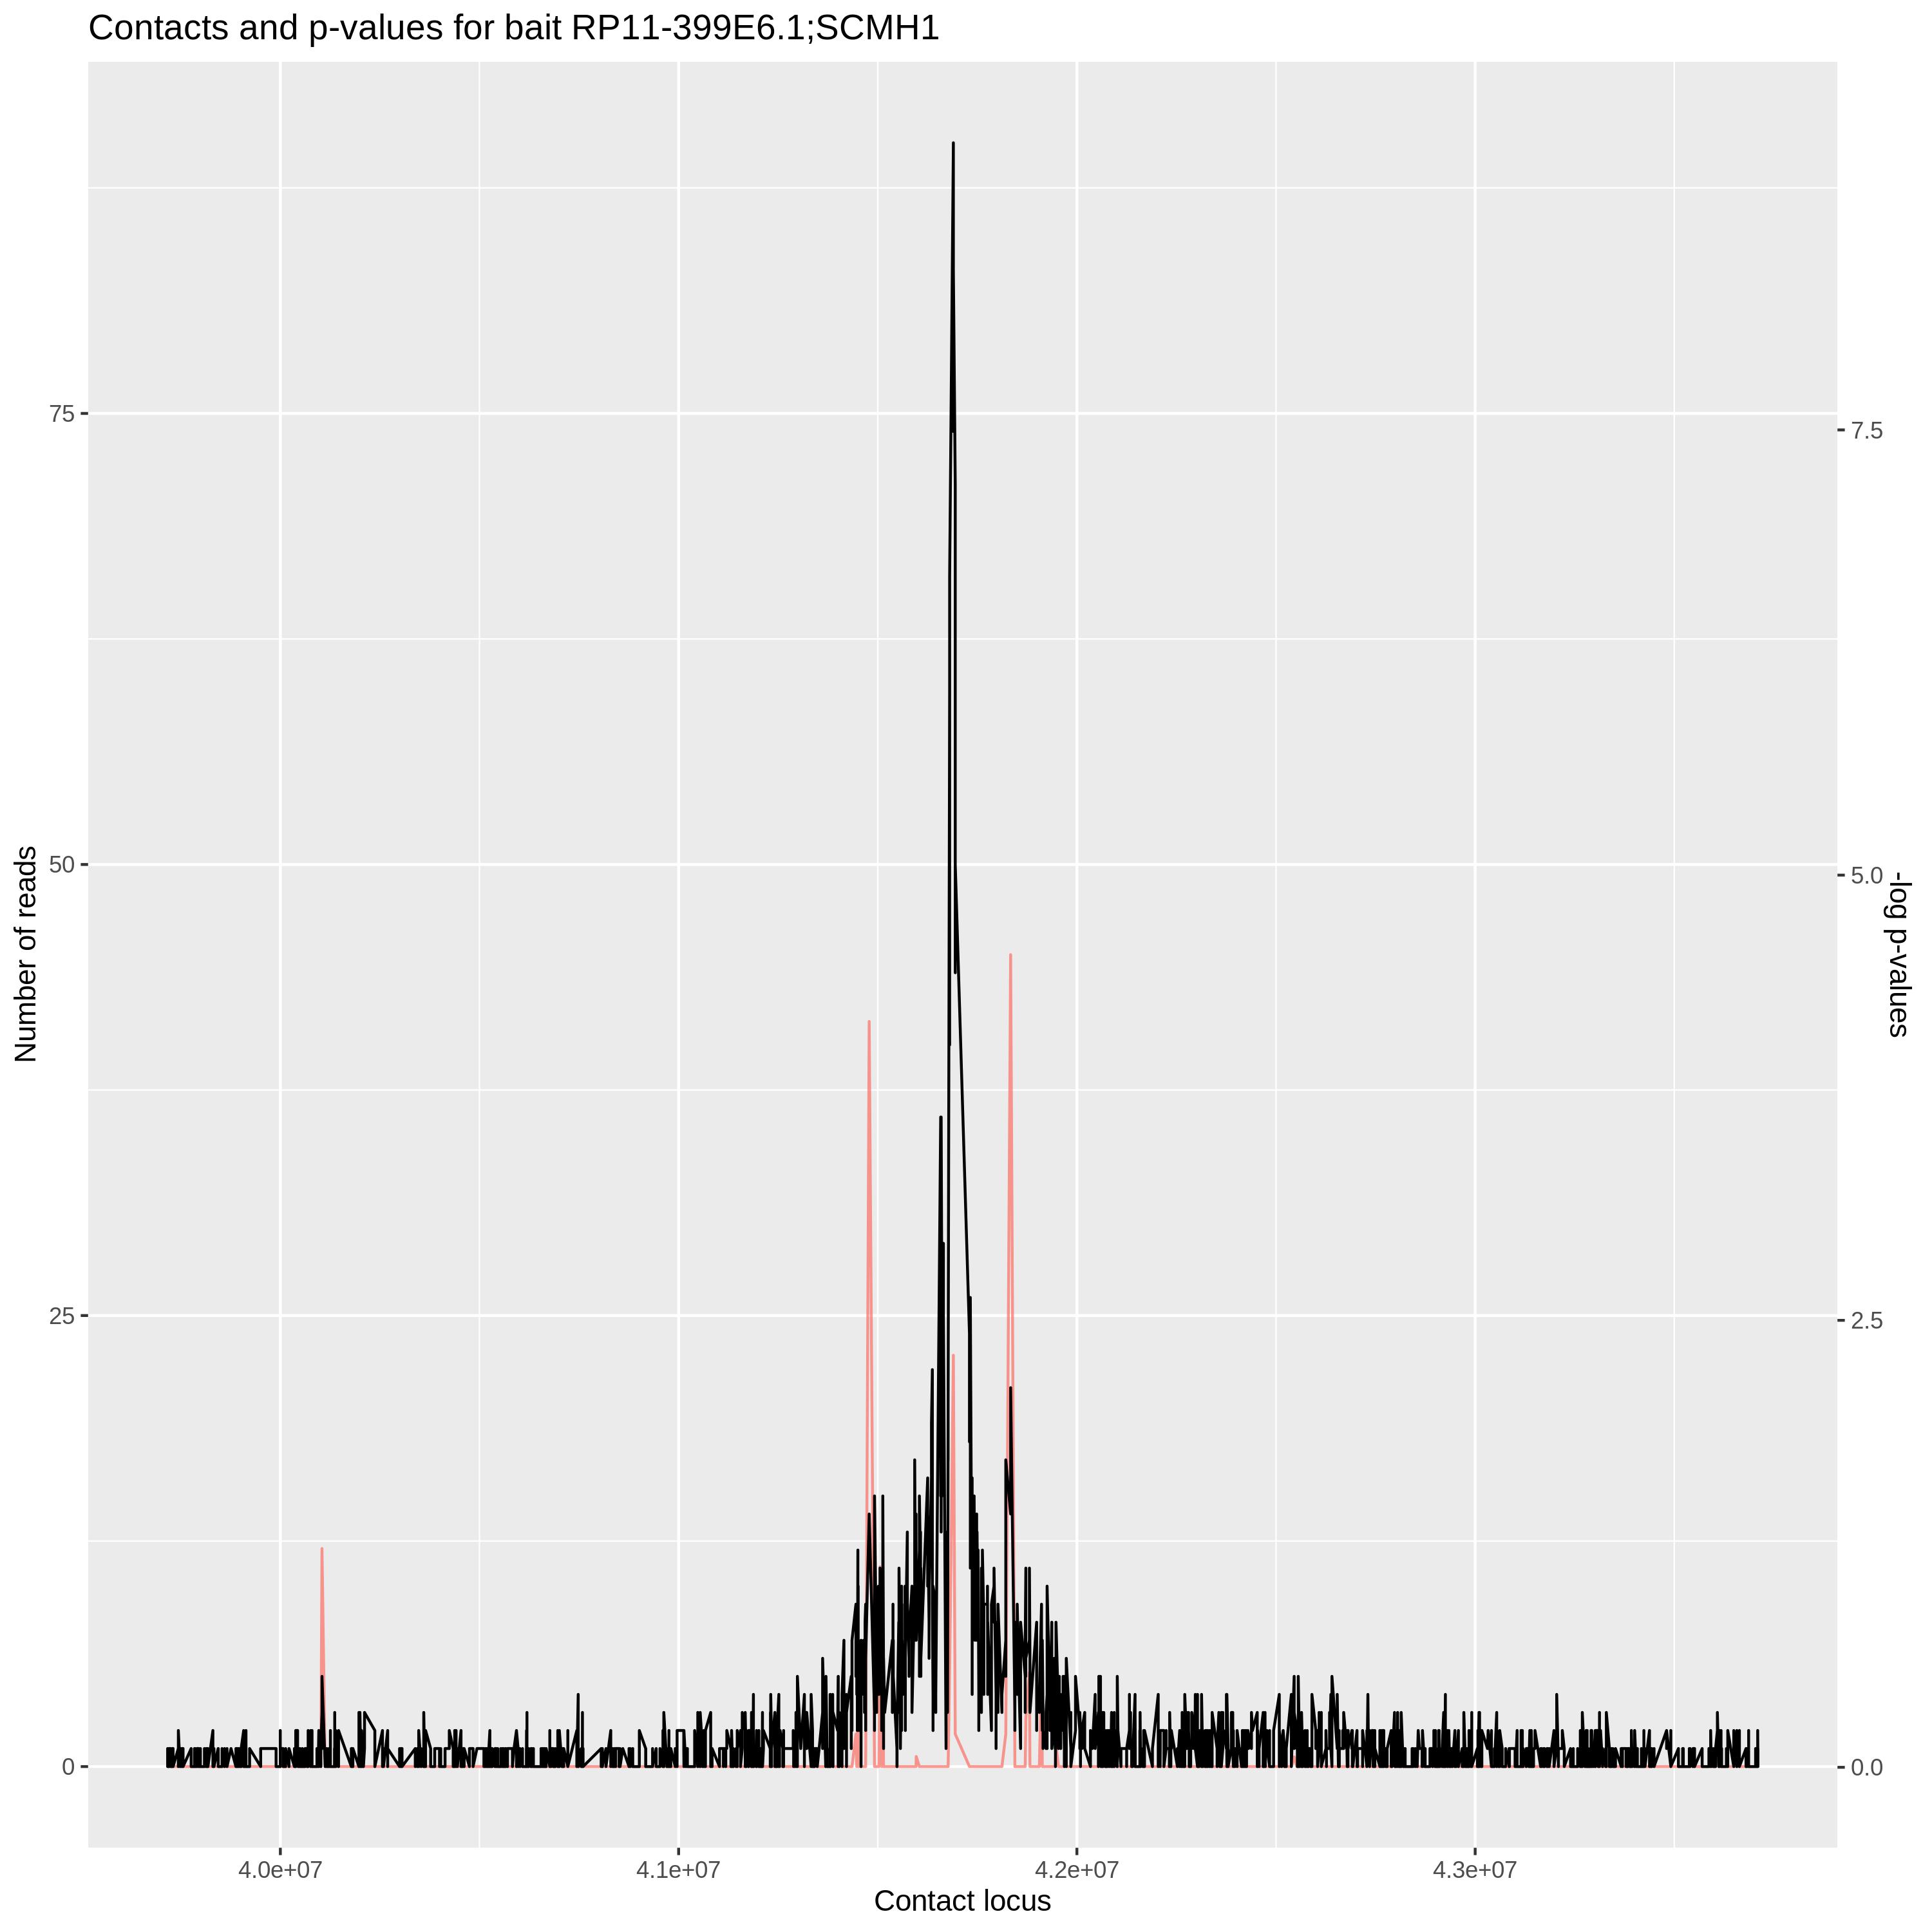 Contacts and p-values for bait RP11-399E6.1;SCMH1
75
50
25
0
Number of reads
7.5
5.0
2.5
0.0
-log p-values
4.0e+07 4.1e+07 4.2e+07 4.3e+07
Contact locus